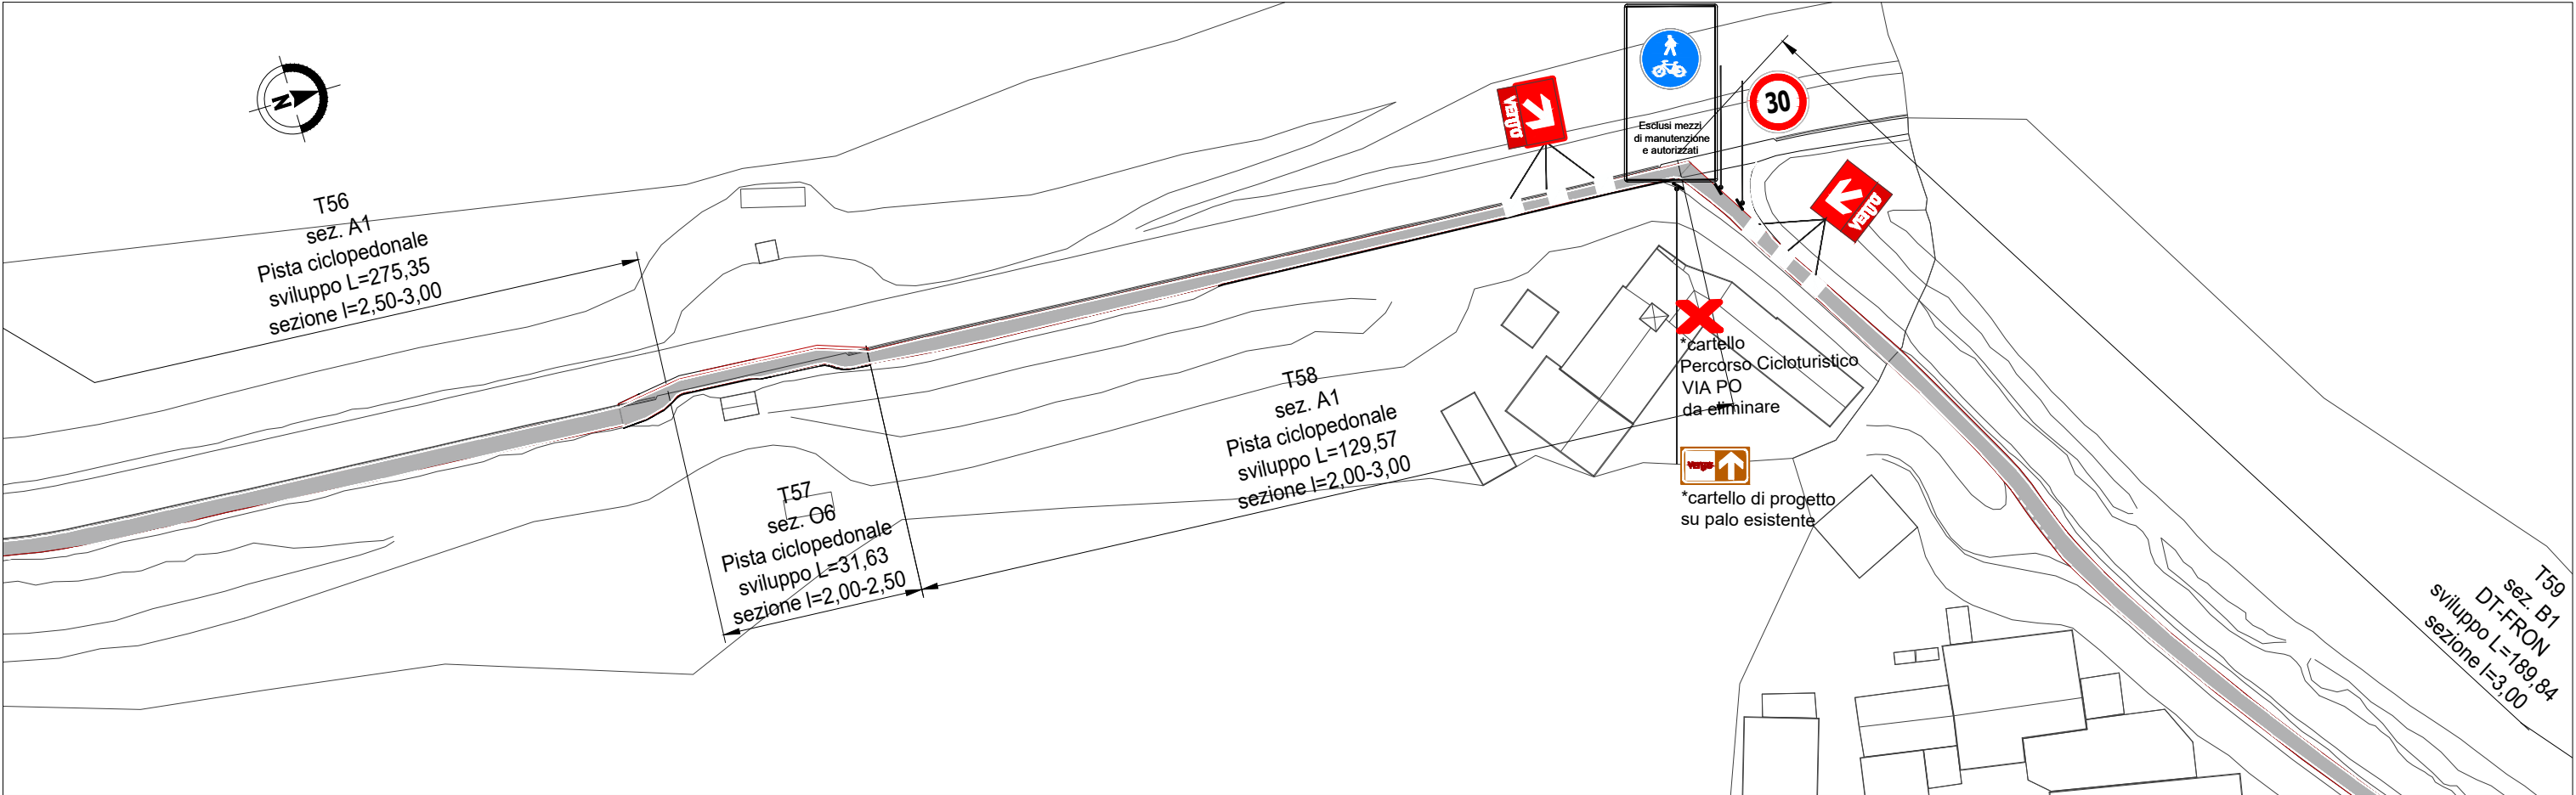 N
T56
sez. A1
Pista ciclopedonale
sviluppo L=275,35
sezione l=2,50-3,00
T57
sez. O6
Pista ciclopedonale
sviluppo L=31,63
sezione l=2,00-2,50
T58
sez. A1
Pista ciclopedonale
sviluppo L=129,57
sezione l=2,00-3,00
VENTO
Esclusi mezzi
di manutenzione
e autorizzati
30
VENTO
*cartello
Percorso Cicloturistico
VIA PO
da eliminare
*cartello di progetto
su palo esistente
T59
sez. B1
DT-FRON
sviluppo L=189,84
sezione l=3,00